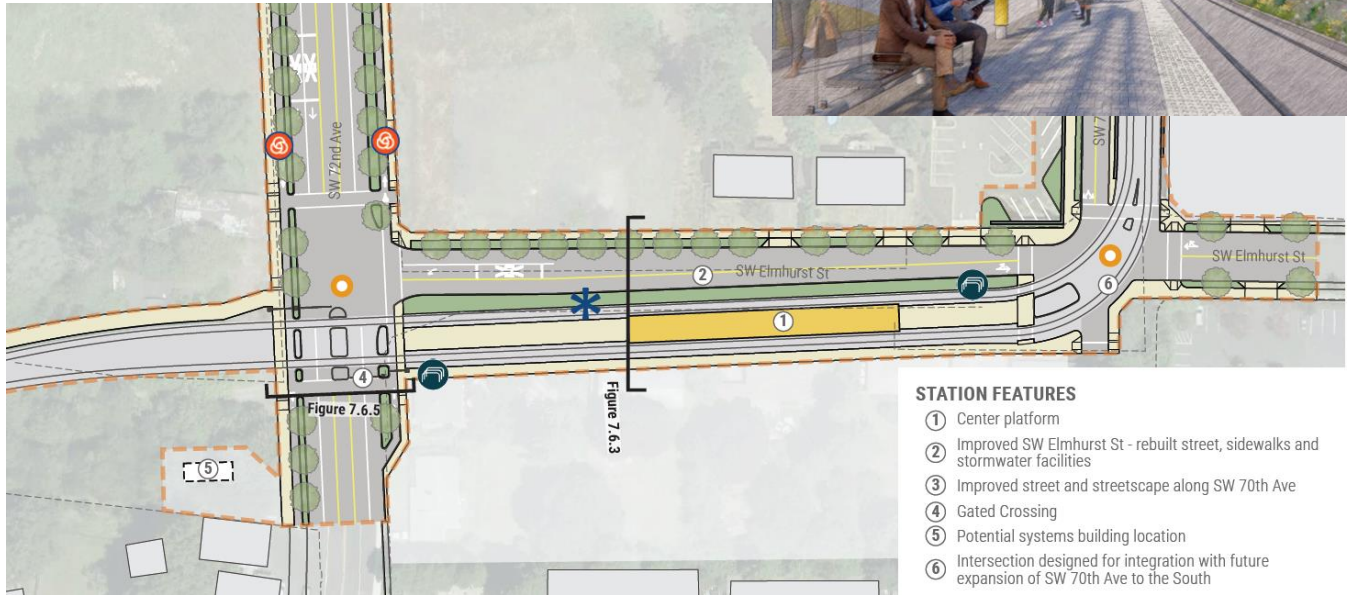 SW 72nd Ave
SW 7
② SW Elmhurst St
SW Elmhurst St
①
⑥
④
Figure 7.6.5
Figure 7.6.3
⑤
STATION FEATURES
① Center platform
② Improved SW Elmhurst St - rebuilt street, sidewalks and
stormwater facilities
③ Improved street and streetscape along SW 70th Ave
④ Gated Crossing
⑤ Potential systems building location
⑥ Intersection designed for integration with future
expansion of SW 70th Ave to the South